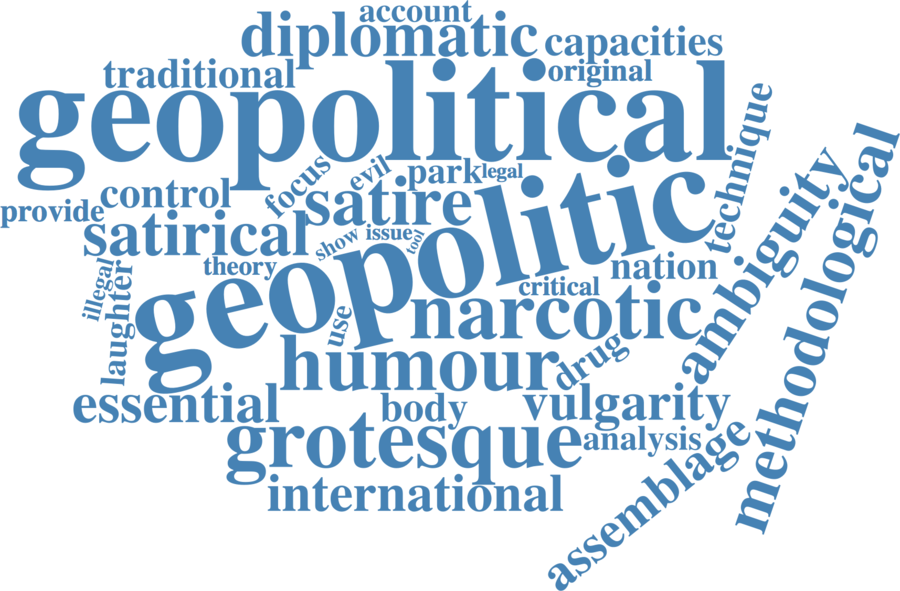 account
diplomatic
capacities
traditional
original
geopolitical
technique
focus
evil
park
legal
methodological
control
provide
satire
ambiguity
satirical
show
issue
tool
geopolitic
theory
nation
illegal
laughter
critical
use
narcotic
humour
drug
essential
body
vulgarity
grotesque
analysis
assemblage
international